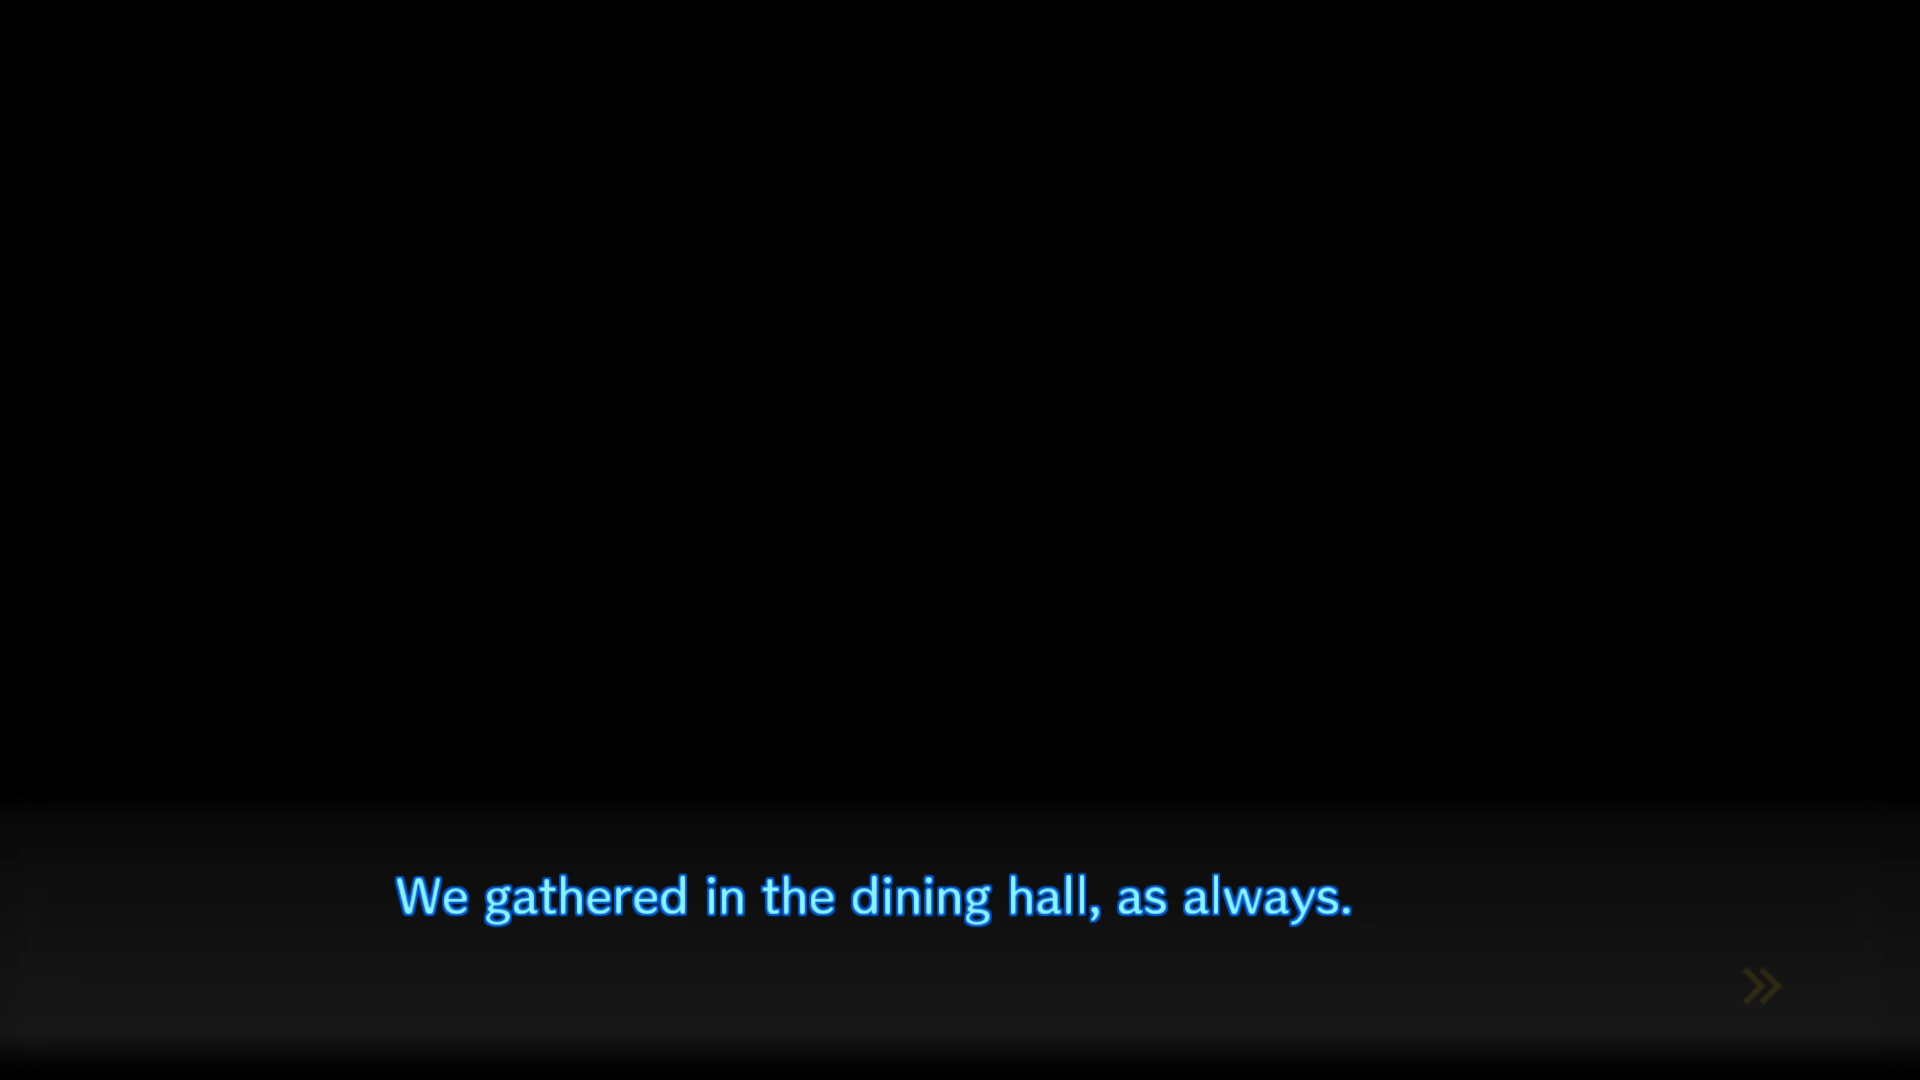 We gathered in the dining hall, as always.